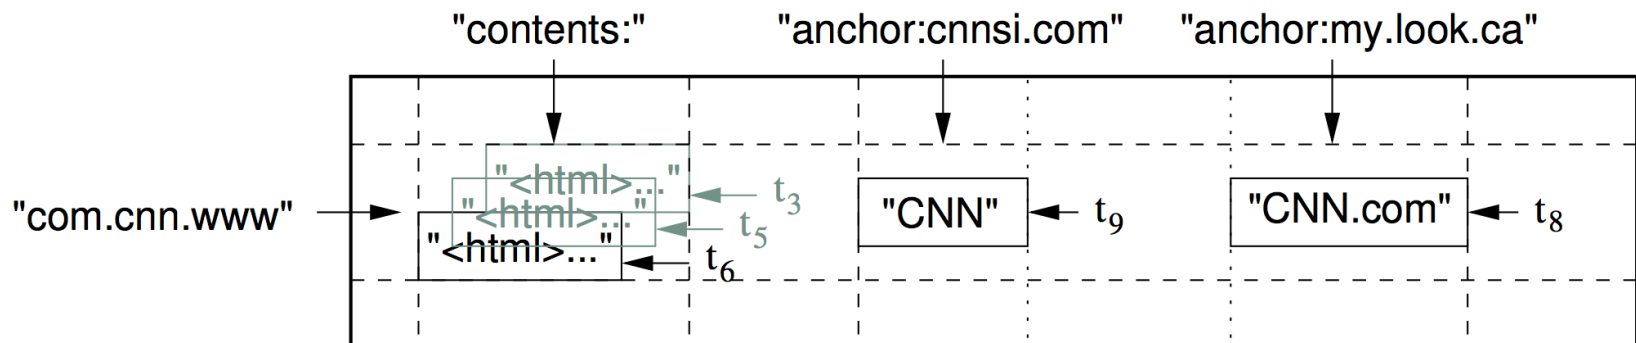 "contents:" "anchor:cnnsi.com" "anchor:my.look.ca"
"<html>..." t3
"com.cnn.www" "<html>..." t5 "CNN" t9 "CNN.com" t8
"<html>..." t6